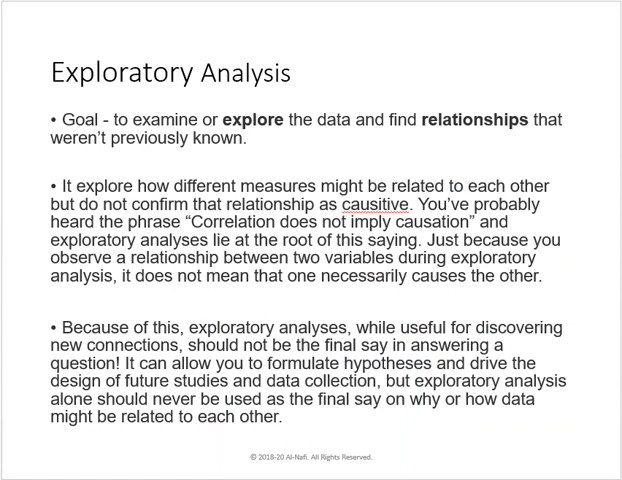 Exploratory Analysis
• Goal - to examine or explore the data and find relationships that
weren’t previously known.
• It explore how different measures might be related to each other
but do not confirm that relationship as causitive. You’ve probably
heard the phrase “Correlation does not imply causation” and
exploratory analyses lie at the root of this saying. Just because you
observe a relationship between two variables during exploratory
analysis, it does not mean that one necessarily causes the other.
• Because of this, exploratory analyses, while useful for discovering
new connections, should not be the final say in answering a
question! It can allow you to formulate hypotheses and drive the
design of future studies and data collection, but exploratory analysis
alone should never be used as the final say on why or how data
might be related to each other.
© 2018-20 Al-Nafi. All Rights Reserved.